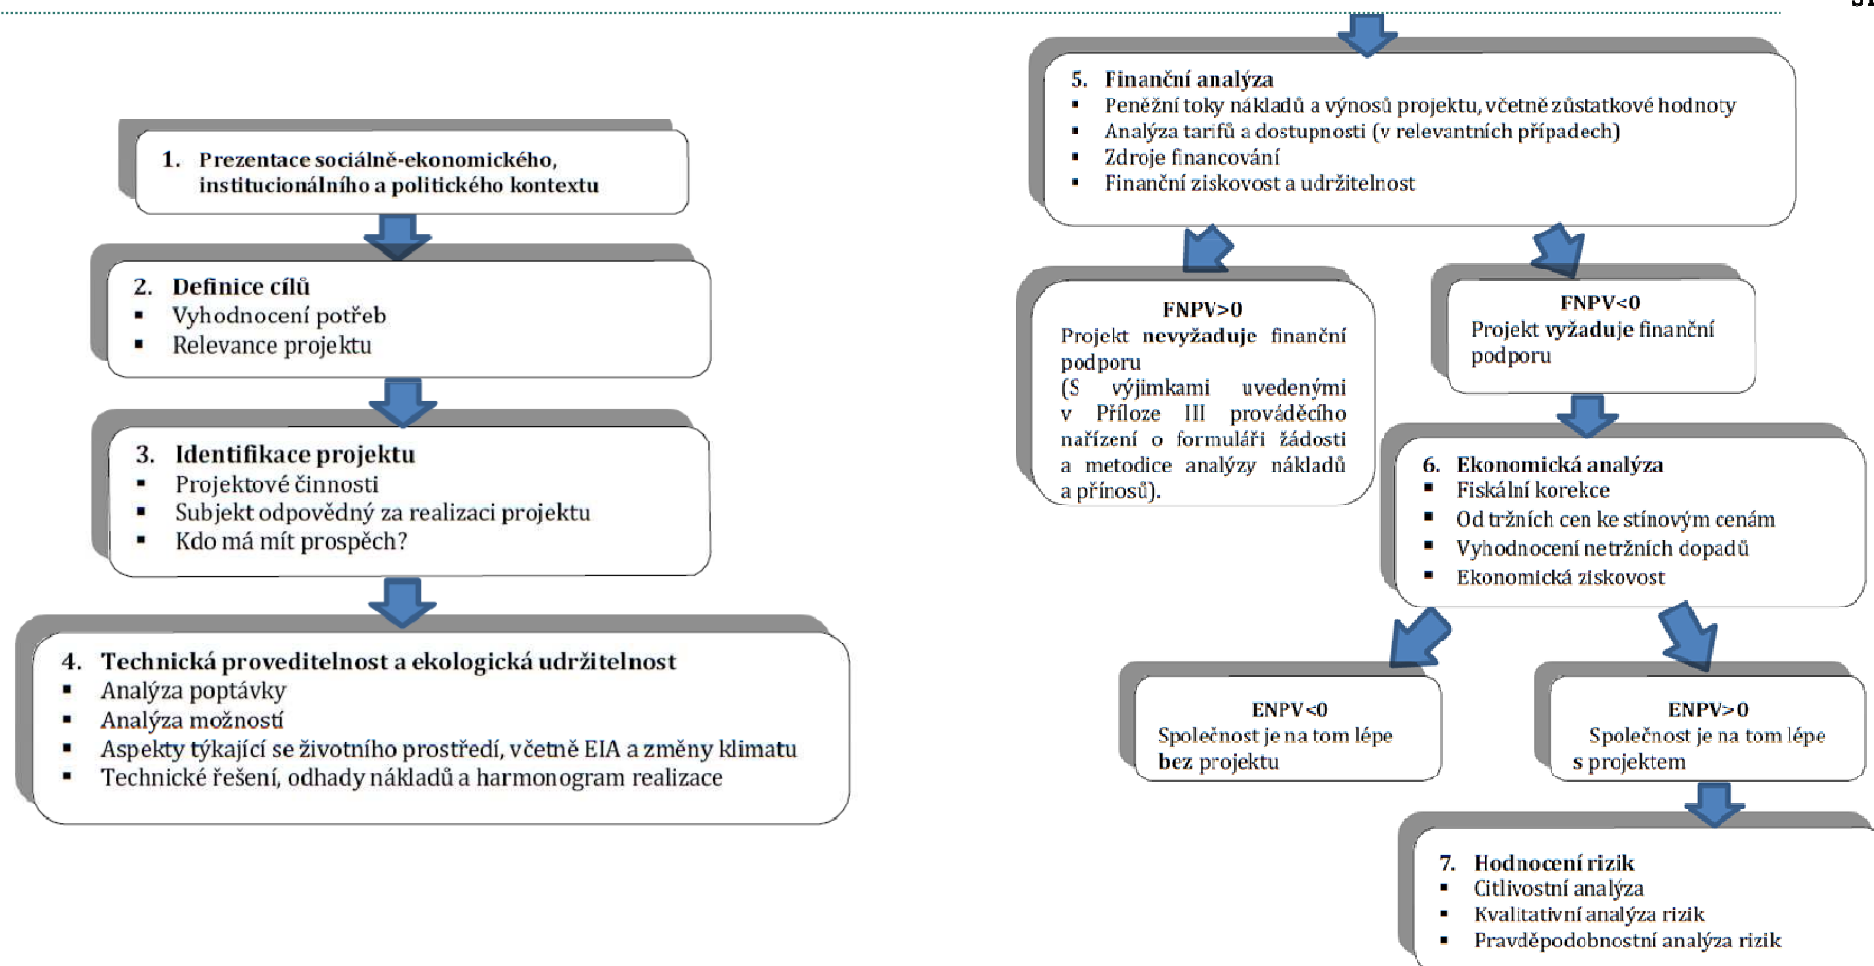 1. Prezentace sociálně-ekonomického,
institucionálního a politického kontextu
2. Definice cílů
▪ Vyhodnocení potřeb
▪ Relevance projektu
3. Identifikace projektu
▪ Projektové činnosti
▪ Subjekt odpovědný za realizaci projektu
▪ Kdo má mít prospěch?
4. Technická proveditelnost a ekologická udržitelnost
▪ Analýza poptávky
▪ Analýza možností
▪ Aspekty týkající se životního prostředí, včetně EIA a změny klimatu
▪ Technické řešení, odhady nákladů a harmonogram realizace
5. Finanční analýza
▪ Peněžní toky nákladů a výnosů projektu, včetně zůstatkové hodnoty
▪ Analýza tarifů a dostupnosti (v relevantních případech)
▪ Zdroje financování
▪ Finanční ziskovost a udržitelnost
FNPV>0
Projekt nevyžaduje finanční
podporu
(S výjimkami uvedenými
v Příloze III prováděcího
nařízení o formuláři žádosti
a metodice analýzy nákladů
a přínosů).
FNPV<0
Projekt vyžaduje finanční
podporu
6. Ekonomická analýza
▪ Fiskální korekce
▪ Od tržních cen ke stínovým cenám
▪ Vyhodnocení netržních dopadů
▪ Ekonomická ziskovost
ENPV<0
Společnost je na tom lépe
bez projektu
ENPV>0
Společnost je na tom lépe
s projektem
7. Hodnocení rizik
▪ Citlivostní analýza
▪ Kvalitativní analýza rizik
▪ Pravděpodobnostní analýza rizik